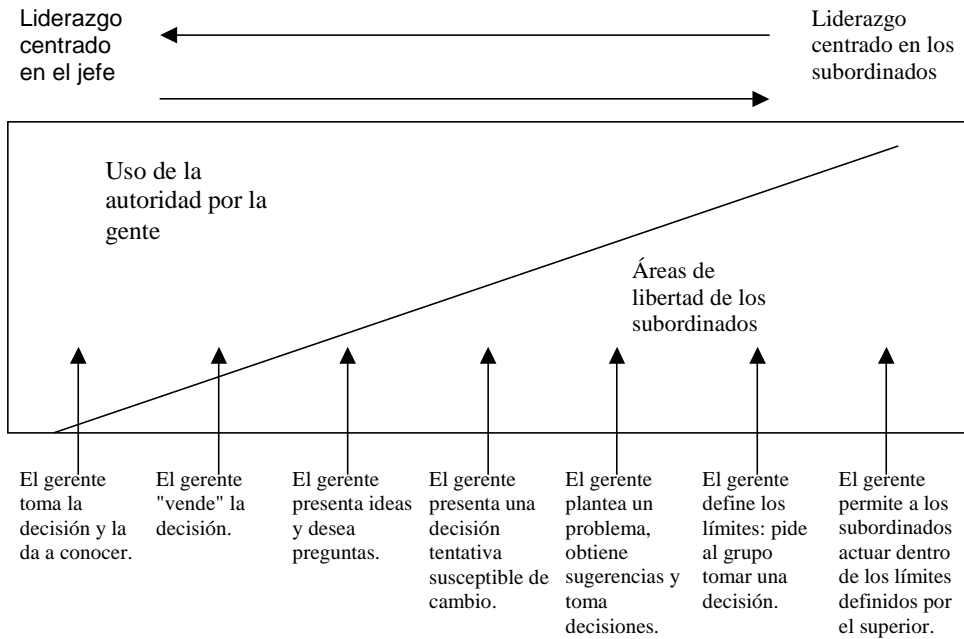 Liderazgo
centrado
en el jefe
Liderazgo
centrado en los
subordinados
Uso de la
autoridad por la
gente
Áreas de
libertad de los
subordinados
El gerente
toma la
decisión y la
da a conocer.
El gerente
"vende" la
decisión.
El gerente
presenta ideas
y desea
preguntas.
El gerente
presenta una
decisión
tentativa
susceptible de
cambio.
El gerente
plantea un
problema,
obtiene
sugerencias y
toma
decisiones.
El gerente
define los
límites: pide
al grupo
tomar una
decisión.
El gerente
permite a los
subordinados
actuar dentro
de los límites
definidos por
el superior.